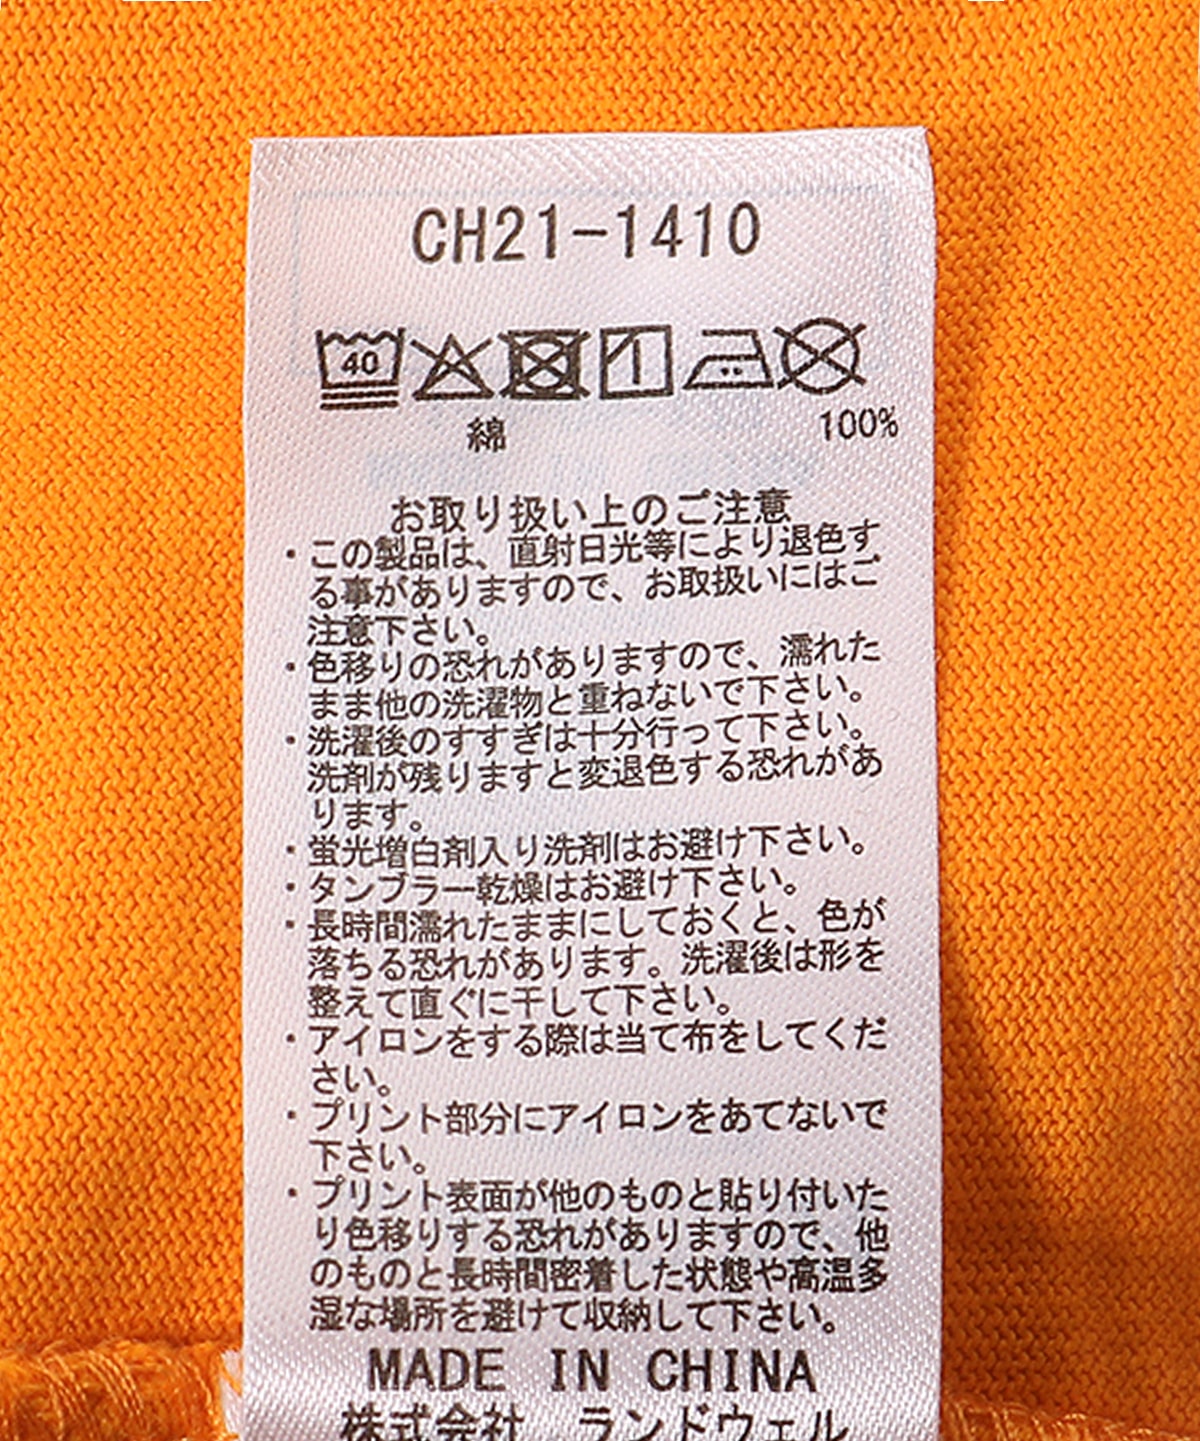 CH21-1410
40
綿 100%
お取り扱い上のご注意
・この製品は、直射日光等により退色す
る事がありますので、お取扱いにはご
注意下さい。
・色移りの恐れがありますので、濡れた
まま他の洗濯物と重ねないで下さい。
・洗濯後のすすぎは十分行って下さい。
洗剤が残りますと変退色する恐れがあ
ります。
・蛍光増白剤入り洗剤はお避け下さい。
・タンブラー乾燥はお避け下さい。
・長時間濡れたままにしておくと、色が
落ちる恐れがあります。洗濯後は形を
整えて直ぐに干して下さい。
・アイロンをする際は当て布をしてくだ
さい。
・プリント部分にアイロンをあてないで
下さい。
・プリント表面が他のものと貼り付いた
り色移りする恐れがありますので、他
のものと長時間密着した状態や高温多
湿な場所を避けて収納して下さい。
MADE IN CHINA
株式会社 ランドウェル